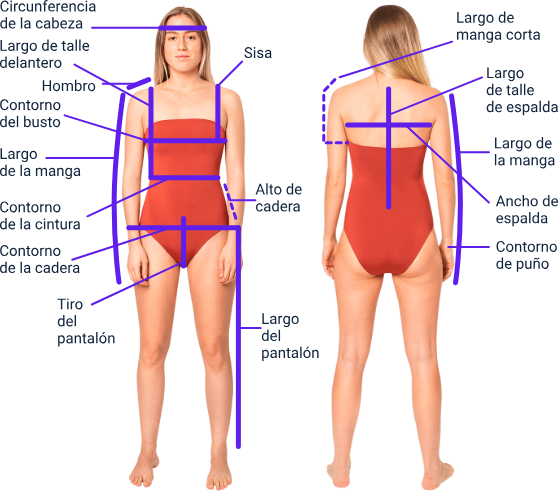 Circunferencia
de la cabeza
Largo de talle
delantero
Hombro
Contorno
del busto
Largo
de la manga
Contorno
de la cintura
Contorno
de la cadera
Tiro
del
pantalón
Sisa
Alto de
cadera
Largo
del
pantalón
Largo de
manga corta
Largo
de talle
de espalda
Largo de
la manga
Ancho de
espalda
Contorno
de puño